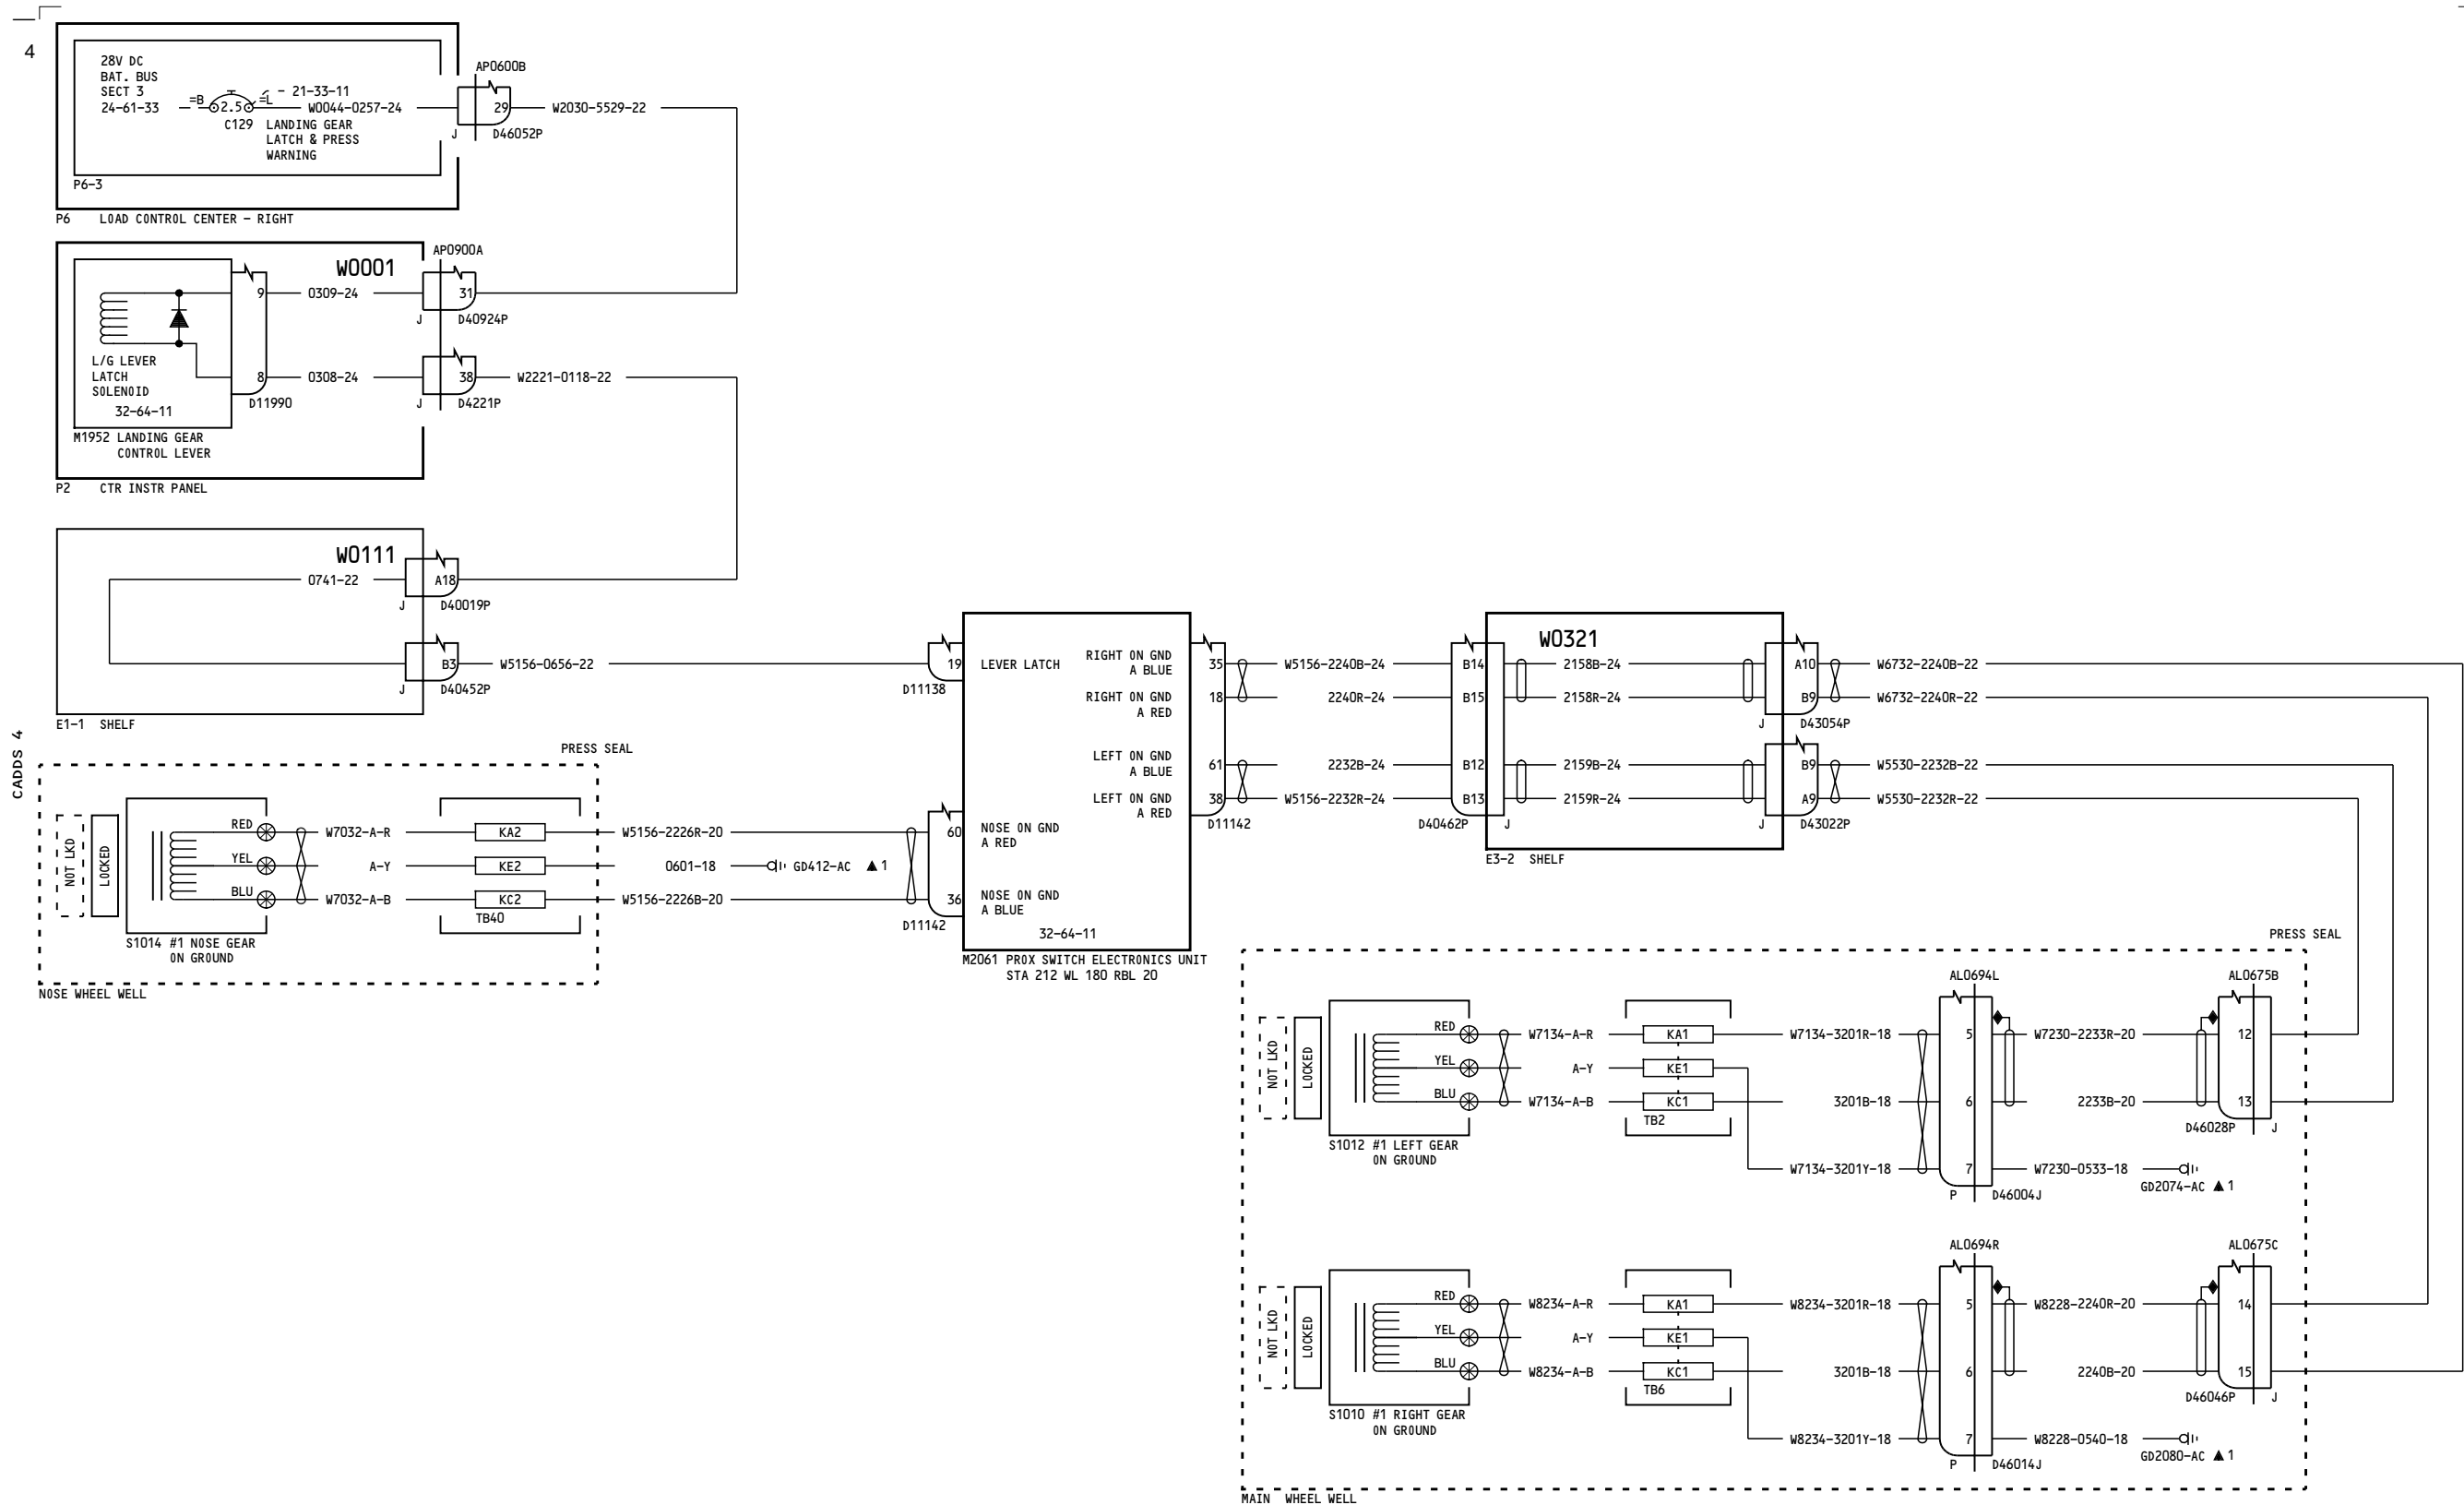 4
28V DC
BAT. BUS
SECT 3
24-61-33
=B
2.5
=L
21-33-11
W0044-0257-24
C129
LANDING GEAR
LATCH & PRESS
WARNING
P6-3
P6 LOAD CONTROL CENTER - RIGHT
AP0600B
29
J
D46052P
W2030-5529-22
W0001
AP0900A
9
0309-24
31
J
D40924P
L/G LEVER
LATCH
SOLENOID
32-64-11
8
D11990
0308-24
38
J
D4221P
W2221-0118-22
M1952 LANDING GEAR
CONTROL LEVER
P2 CTR INSTR PANEL
W0111
0741-22
A18
J
D40019P
B3
J
D40452P
W5156-0656-22
E1-1 SHELF
CADDS 4
PRESS SEAL
NOT LKD
LOCKED
RED
YEL
BLU
W7032-A-R
A-Y
W7032-A-B
KA2
KE2
KC2
TB40
S1014 #1 NOSE GEAR
ON GROUND
NOSE WHEEL WELL
W5156-2226R-20
0601-18
GD412-AC
1
W5156-2226B-20
19
D11138
LEVER LATCH
60
NOSE ON GND
A RED
36
NOSE ON GND
A BLUE
D11142
32-64-11
M2061 PROX SWITCH ELECTRONICS UNIT
STA 212 WL 180 RBL 20
RIGHT ON GND
A BLUE
35
RIGHT ON GND
A RED
18
LEFT ON GND
A BLUE
61
LEFT ON GND
A RED
38
D11142
W5156-2240B-24
2240R-24
2232B-24
W5156-2232R-24
B14
B15
B12
B13
D40462P
J
W0321
2158B-24
2158R-24
2159B-24
2159R-24
E3-2 SHELF
A10
B9
J
D43054P
B9
A9
J
D43022P
W6732-2240B-22
W6732-2240R-22
W5530-2232B-22
W5530-2232R-22
PRESS SEAL
NOT LKD
LOCKED
RED
YEL
BLU
S1012 #1 LEFT GEAR
ON GROUND
W7134-A-R
A-Y
W7134-A-B
KA1
KE1
KC1
TB2
W7134-3201R-18
3201B-18
W7134-3201Y-18
AL0694L
5
6
7
P
D46004J
W7230-2233R-20
2233B-20
W7230-0533-18
GD2074-AC
1
AL0675B
12
13
D46028P
J
NOT LKD
LOCKED
RED
YEL
BLU
S1010 #1 RIGHT GEAR
ON GROUND
W8234-A-R
A-Y
W8234-A-B
KA1
KE1
KC1
TB6
W8234-3201R-18
3201B-18
W8234-3201Y-18
AL0694R
5
6
7
P
D46014J
W8228-2240R-20
2240B-20
W8228-0540-18
GD2080-AC
1
AL0675C
14
15
D46046P
J
MAIN WHEEL WELL